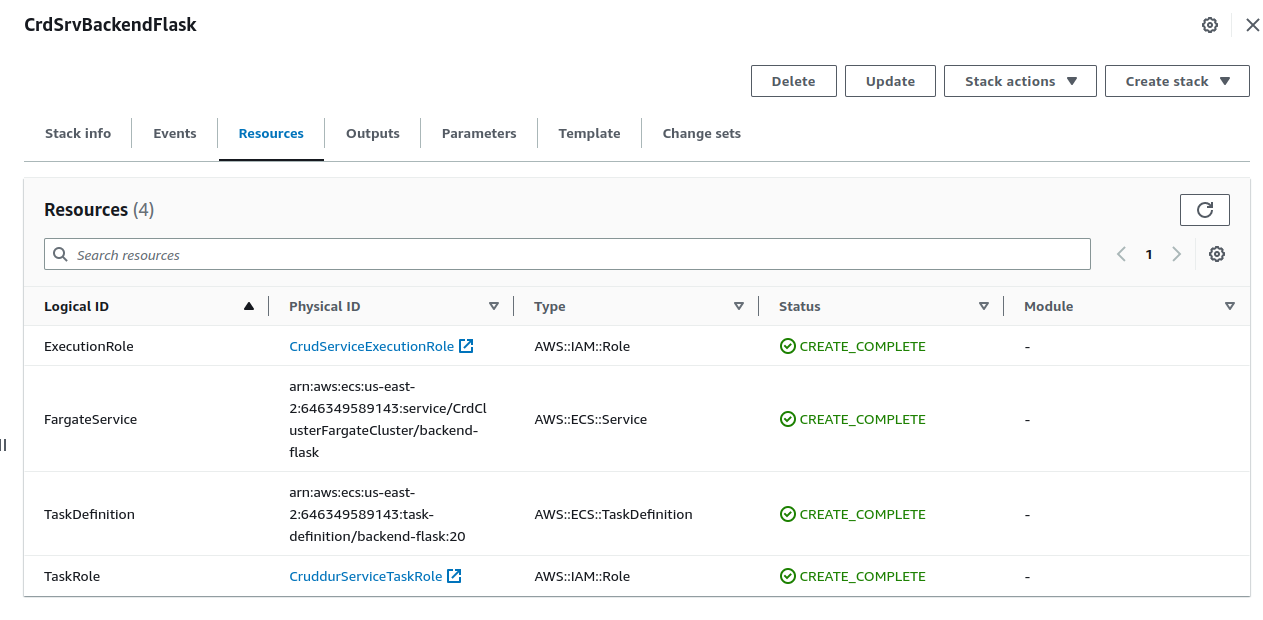 CrdSrvBackendFlask
Delete
Update
Stack actions
Create stack
Stack info
Events
Resources
Outputs
Parameters
Template
Change sets
Resources (4)
Search resources
1
Logical ID
Physical ID
Type
Status
Module
ExecutionRole
CrudServiceExecutionRole
AWS::IAM::Role
CREATE_COMPLETE
-
FargateService
arn:aws:ecs:us-east-
2:646349589143:service/CrdCl
usterFargateCluster/backend-
flask
AWS::ECS::Service
CREATE_COMPLETE
-
TaskDefinition
arn:aws:ecs:us-east-
2:646349589143:task-
definition/backend-flask:20
AWS::ECS::TaskDefinition
CREATE_COMPLETE
-
TaskRole
CruddurServiceTaskRole
AWS::IAM::Role
CREATE_COMPLETE
-